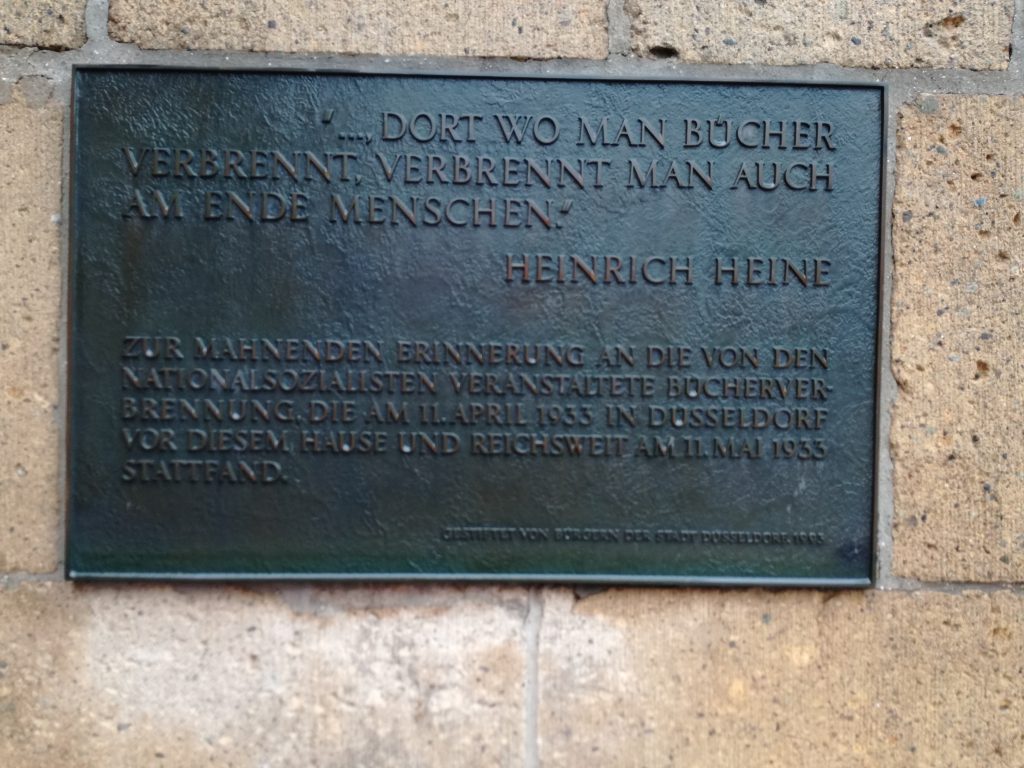 "..., DORT WO MAN BÜCHER
VERBRENNT, VERBRENNT MAN AUCH
AM ENDE MENSCHEN."
HEINRICH HEINE
ZUR MAHNENDEN ERINNERUNG AN DIE VON DEN
NATIONALSOZIALISTEN VERANSTALTETE BÜCHERVER-
BRENNUNG, DIE AM 11. APRIL 1933 IN DÜSSELDORF
VOR DIESEM HAUSE UND REICHSWEIT AM 11. MAI 1933
STATTFAND.
GESTIFTET VON BÜRGERN DER STADT DÜSSELDORF